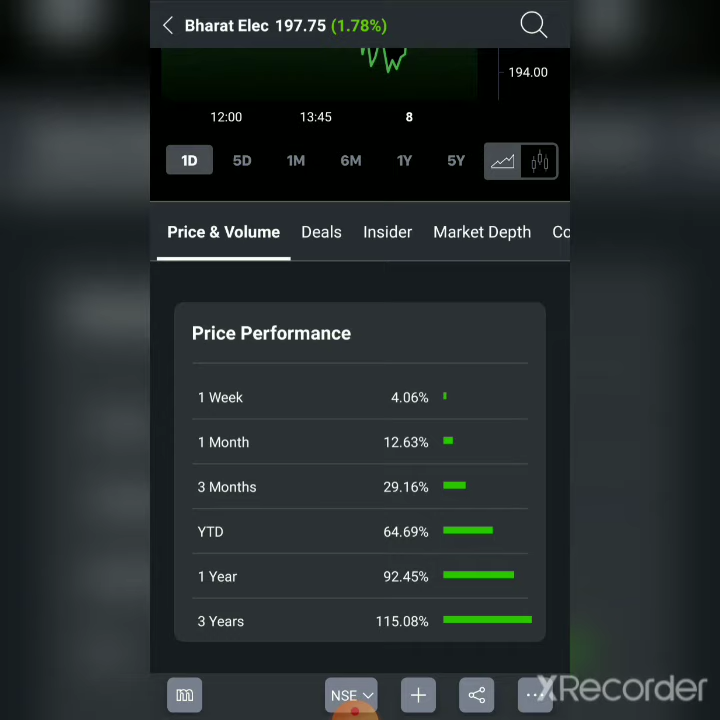 Bharat Elec 197.75 (1.78%)
194.00
12:00 13:45 8
1D 5D 1M 6M 1Y 5Y
Price & Volume Deals Insider Market Depth Co
Price Performance
1 Week 4.06%
1 Month 12.63%
3 Months 29.16%
YTD 64.69%
1 Year 92.45%
3 Years 115.08%
m NSE
XRecorder